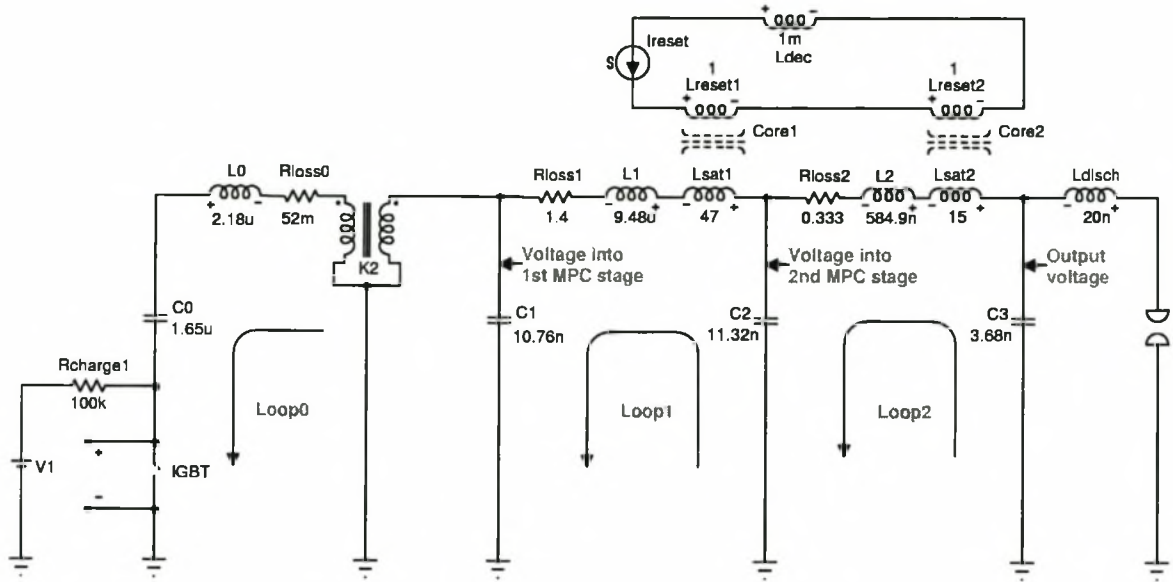 Ireset
S
1m
Ldec
1
Lreset1
1
Lreset2
Core1
Core2
L0
2.18u
Rloss0
52m
K2
Rloss1
1.4
L1
9.48u
Lsat1
47
Rloss2
0.333
L2
584.9n
Lsat2
15
Ldisch
20n
Voltage into
1st MPC stage
Voltage into
2nd MPC stage
Output
voltage
C0
1.65u
C1
10.76n
C2
11.32n
C3
3.68n
Rcharge1
100k
Loop0
Loop1
Loop2
V1
IGBT